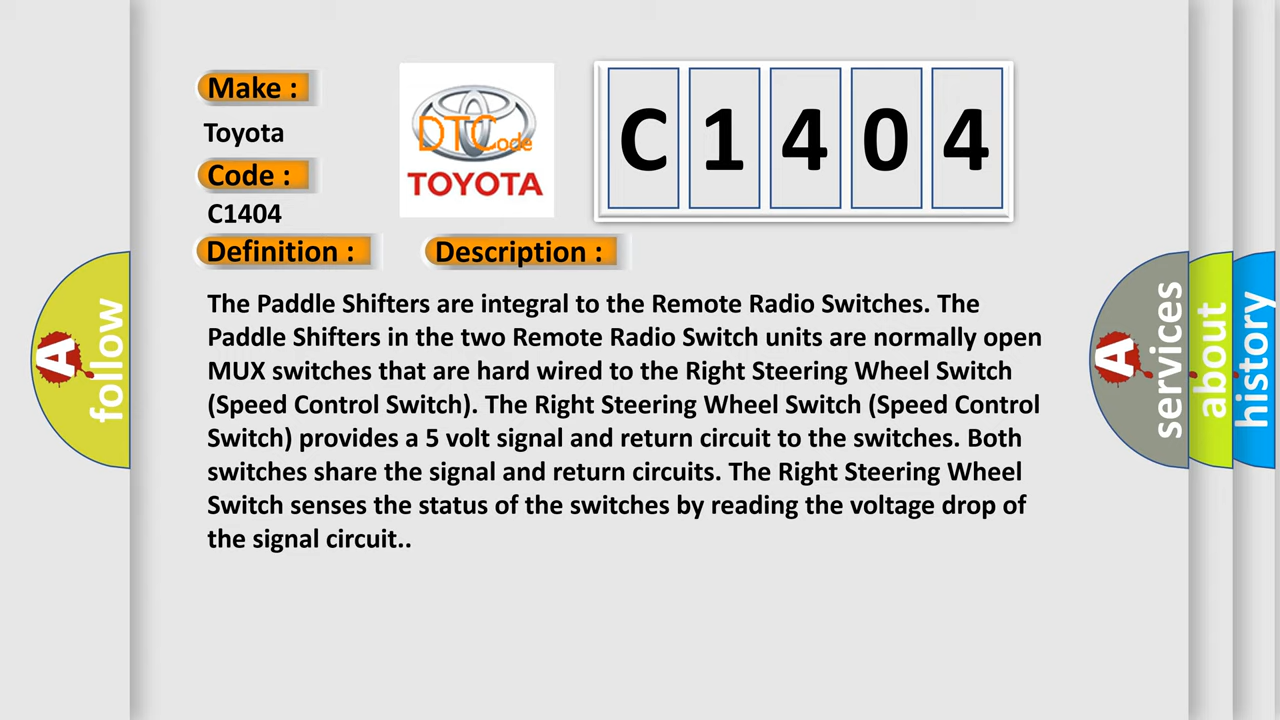 Make :
Toyota
Code :
C1404
Definition :
Description :
DTCode
TOYOTA
C1404
The Paddle Shifters are integral to the Remote Radio Switches. The
Paddle Shifters in the two Remote Radio Switch units are normally open
MUX switches that are hard wired to the Right Steering Wheel Switch
(Speed Control Switch). The Right Steering Wheel Switch (Speed Control
Switch) provides a 5 volt signal and return circuit to the switches. Both
switches share the signal and return circuits. The Right Steering Wheel
Switch senses the status of the switches by reading the voltage drop of
the signal circuit..
A
follow
A
services
about
history